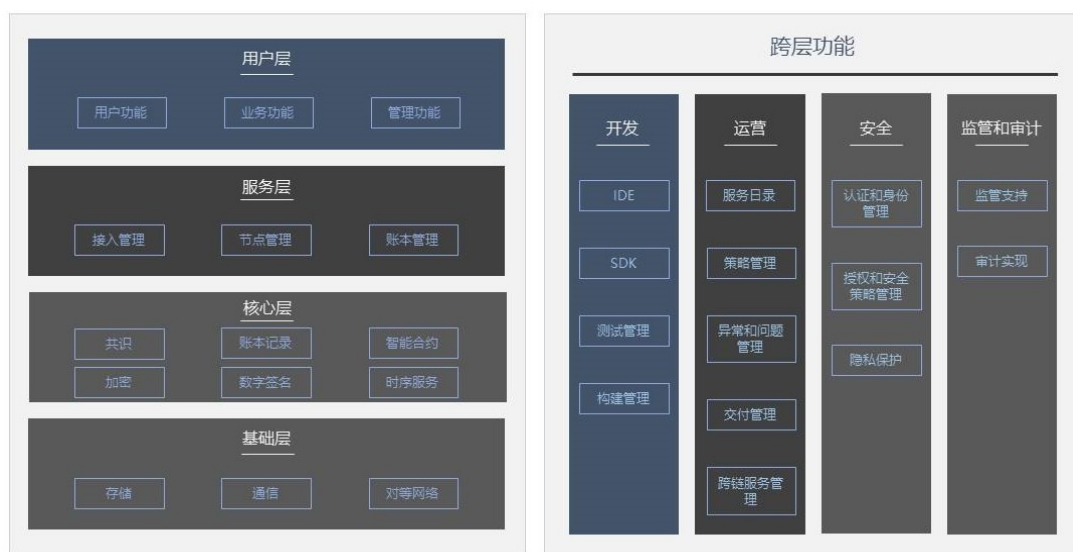 用户层
用户功能
业务功能
管理功能
服务层
接入管理
节点管理
账本管理
核心层
共识
账本记录
智能合约
加密
数字签名
时序服务
基础层
存储
通信
对等网络
跨层功能
开发
IDE
SDK
测试管理
构建管理
运营
服务目录
策略管理
异常和问题
管理
交付管理
跨链服务管
理
安全
认证和身份
管理
授权和安全
策略管理
隐私保护
监管和审计
监管支持
审计实现